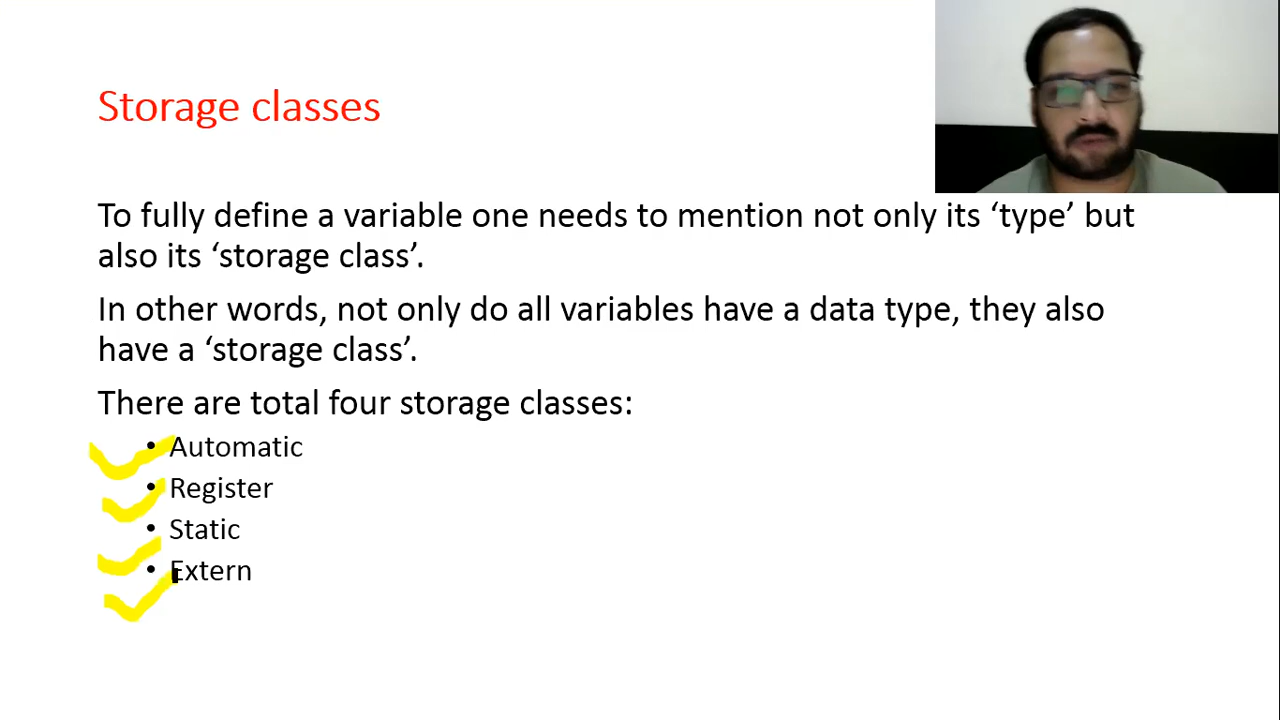 Storage classes
To fully define a variable one needs to mention not only its ‘type’ but
also its ‘storage class’.
In other words, not only do all variables have a data type, they also
have a ‘storage class’.
There are total four storage classes:
• Automatic
• Register
• Static
• Extern